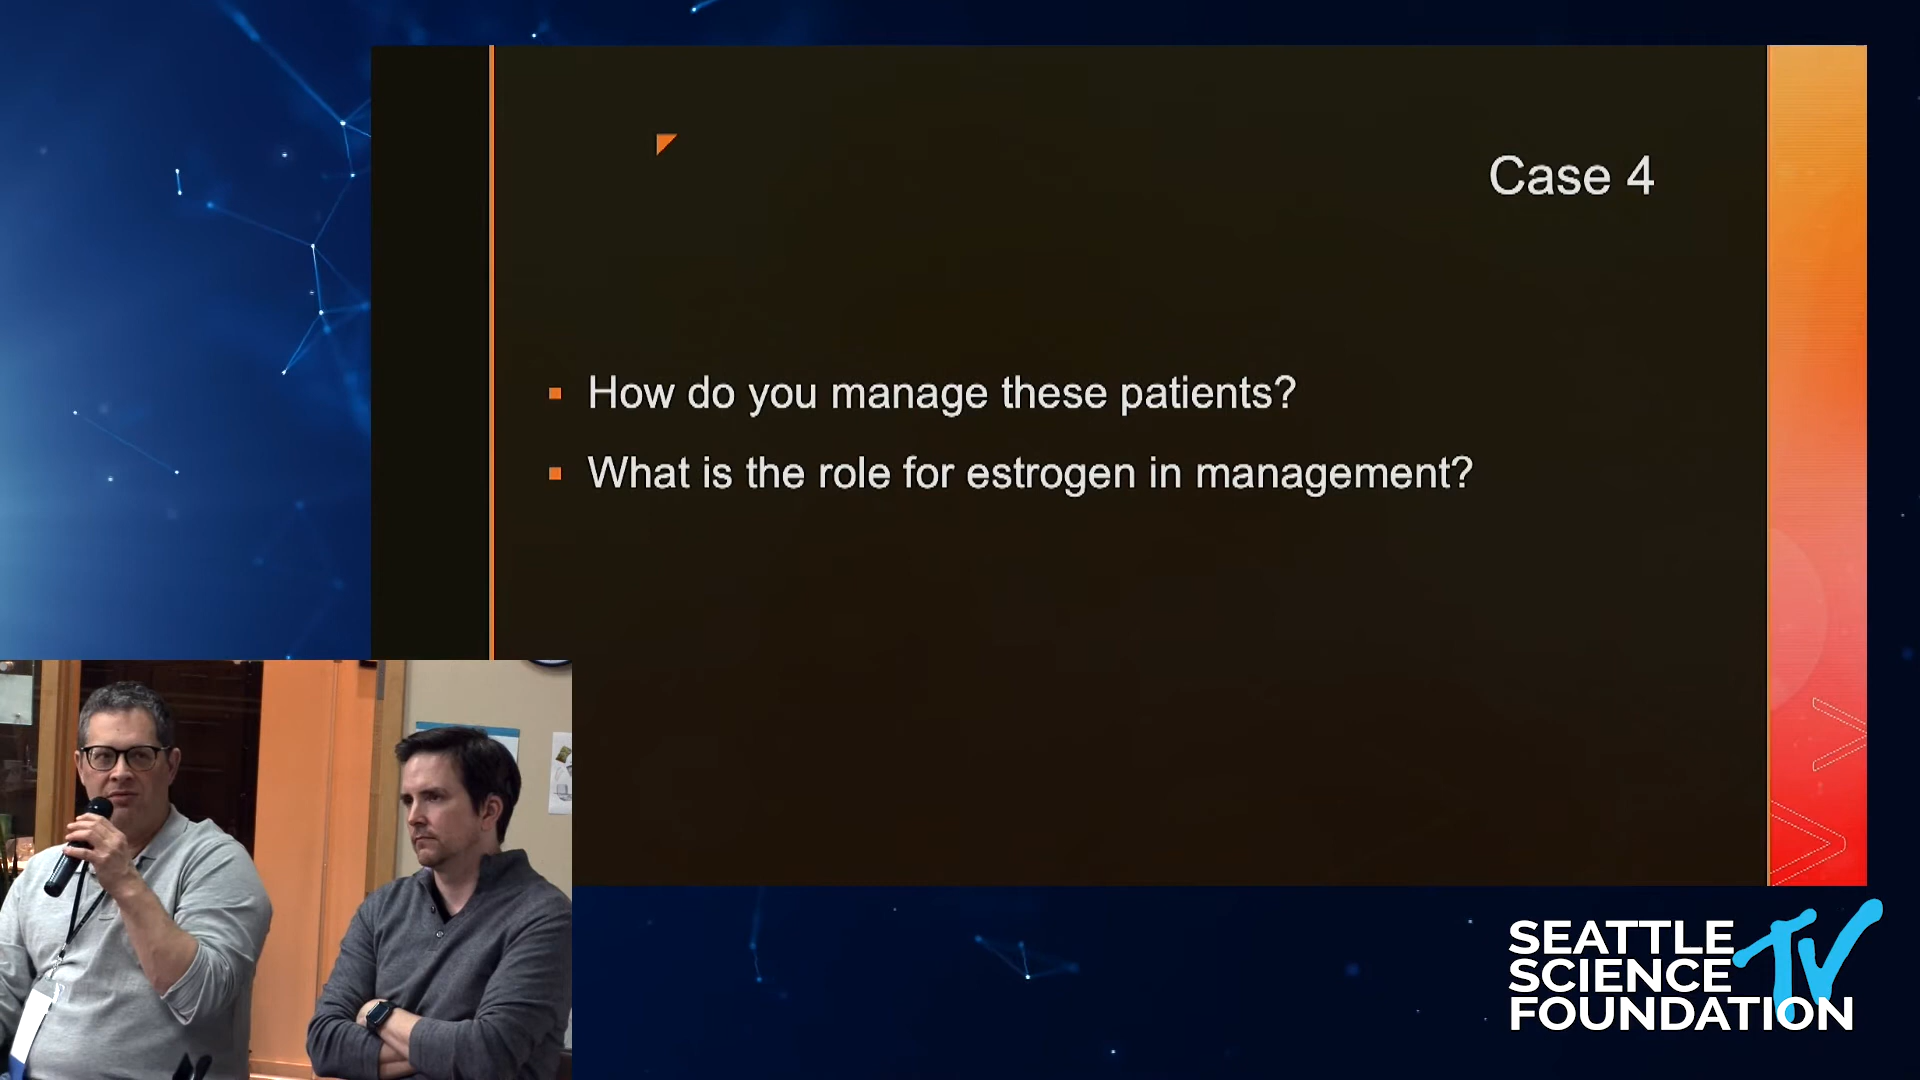 Case 4
How do you manage these patients?
What is the role for estrogen in management?
SEATTLE
SCIENCE
FOUNDATION
TV